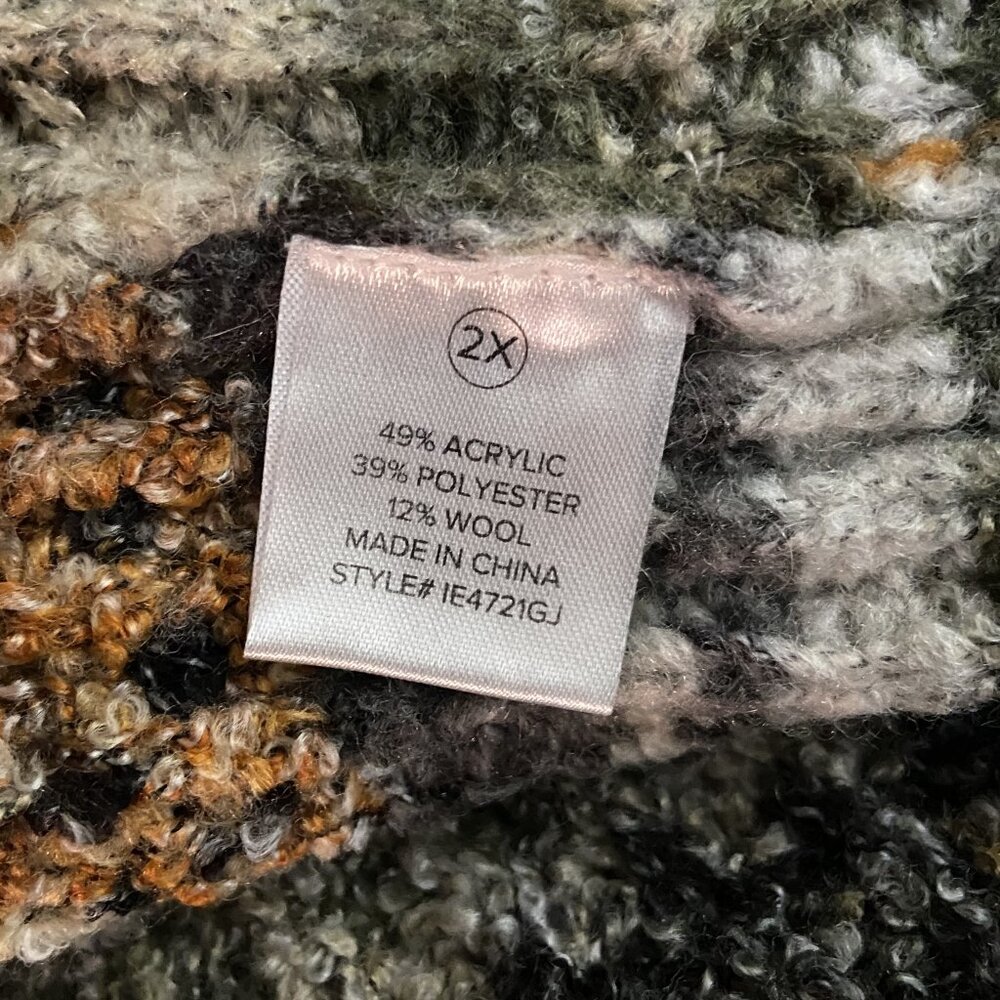 2X
49% ACRYLIC
39% POLYESTER
12% WOOL
MADE IN CHINA
STYLE# IE4721GJ